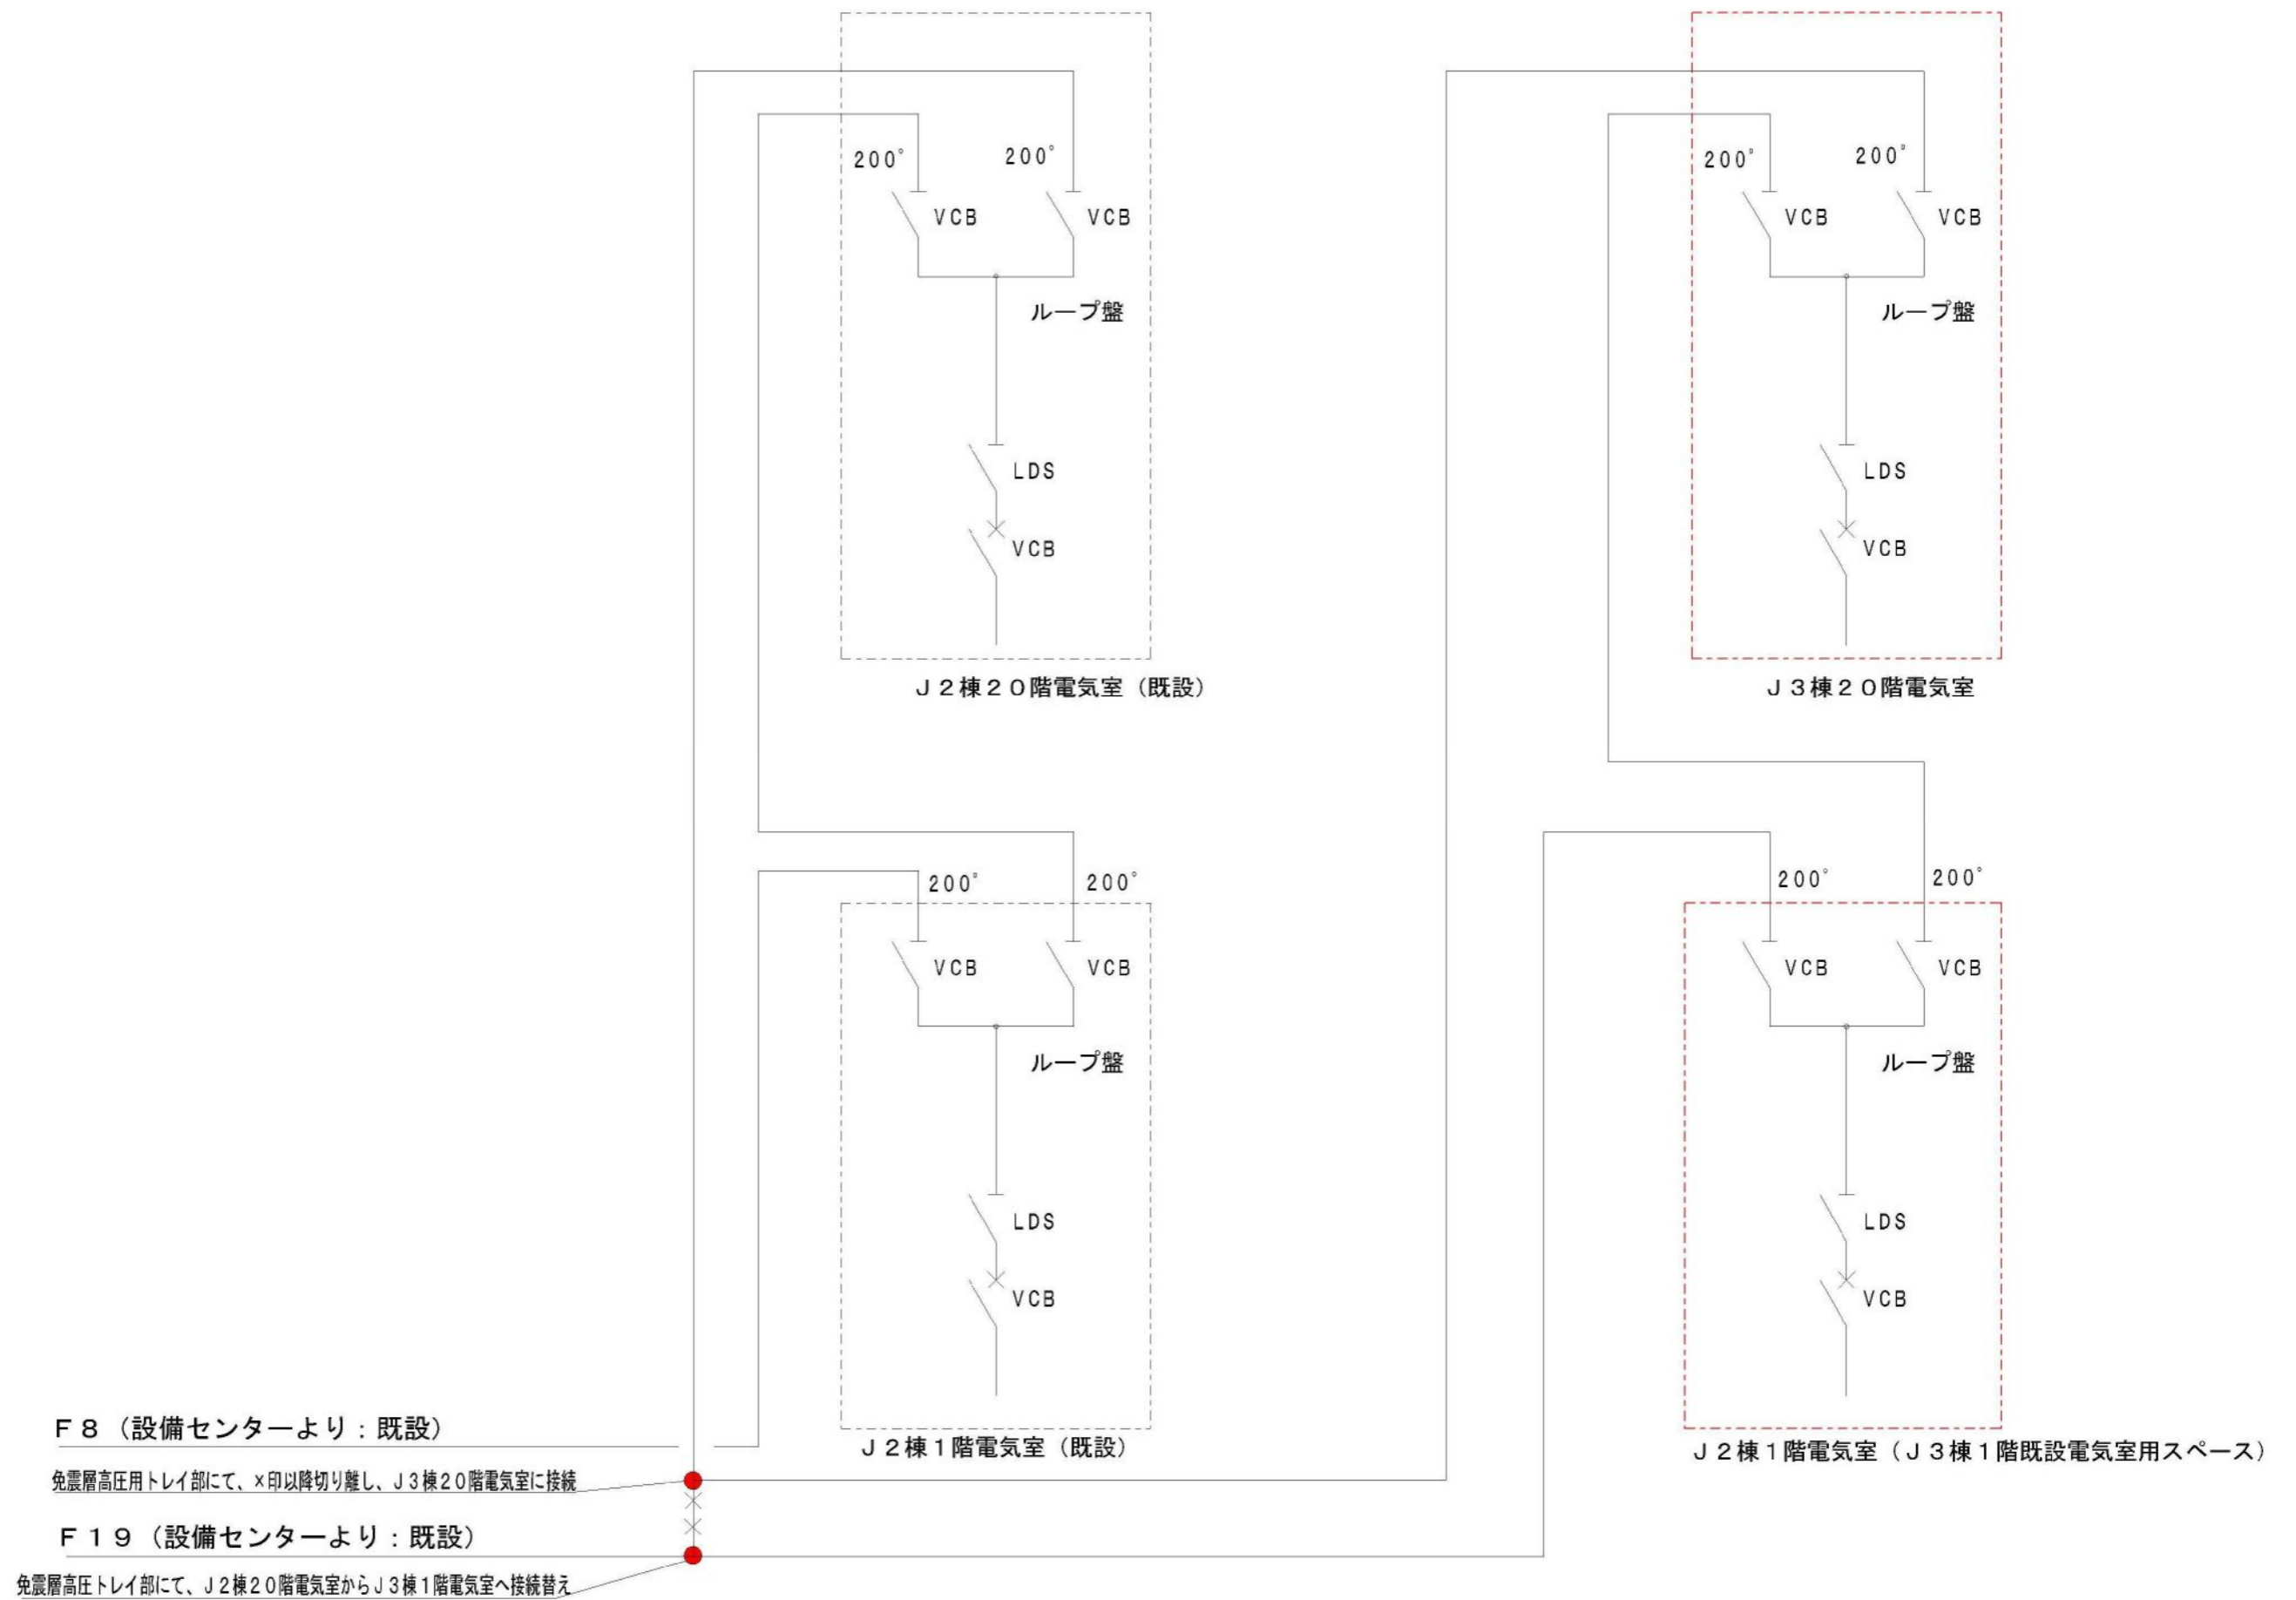 200° 200° 200° 200°
VCB VCB VCB VCB
ループ盤 ループ盤
LDS LDS
VCB VCB
J2棟20階電気室（既設） J3棟20階電気室
200° 200° 200° 200°
VCB VCB VCB VCB
ループ盤 ループ盤
LDS LDS
VCB VCB
F8（設備センターより：既設）
J2棟1階電気室（既設） J2棟1階電気室（J3棟1階既設電気室用スペース）
免震層高圧用トレイ部にて、×印以降切り離し、J3棟20階電気室に接続
F19（設備センターより：既設）
免震層高圧トレイ部にて、J2棟20階電気室からJ3棟1階電気室へ接続替え